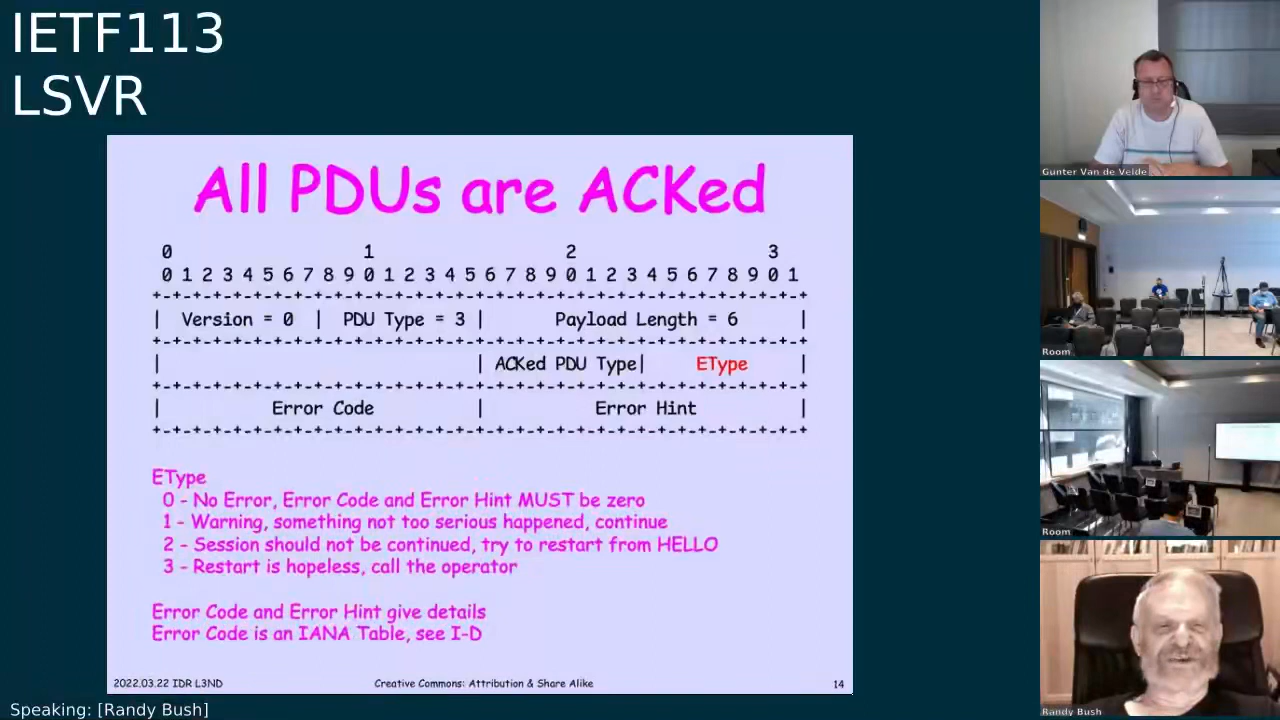 IETF113
LSVR
All PDUs are ACKed
0 1 2 3
0 1 2 3 4 5 6 7 8 9 0 1 2 3 4 5 6 7 8 9 0 1 2 3 4 5 6 7 8 9 0 1
+-+-+-+-+-+-+-+-+-+-+-+-+-+-+-+-+-+-+-+-+-+-+-+-+-+-+-+-+-+-+-+-+
| Version = 0 | PDU Type = 3 | Payload Length = 6 |
+-+-+-+-+-+-+-+-+-+-+-+-+-+-+-+-+-+-+-+-+-+-+-+-+-+-+-+-+-+-+-+-+
| | ACKed PDU Type| EType |
+-+-+-+-+-+-+-+-+-+-+-+-+-+-+-+-+-+-+-+-+-+-+-+-+-+-+-+-+-+-+-+-+
| Error Code | Error Hint |
+-+-+-+-+-+-+-+-+-+-+-+-+-+-+-+-+-+-+-+-+-+-+-+-+-+-+-+-+-+-+-+-+
EType
0 - No Error, Error Code and Error Hint MUST be zero
1 - Warning, something not too serious happened, continue
2 - Session should not be continued, try to restart from HELLO
3 - Restart is hopeless, call the operator
Error Code and Error Hint give details
Error Code is an IANA Table, see I-D
2022.03.22 IDR L3ND Creative Commons: Attribution & Share Alike 14
Speaking: [Randy Bush]
Gunter Van de Velde
Room
Room
Randy Bush